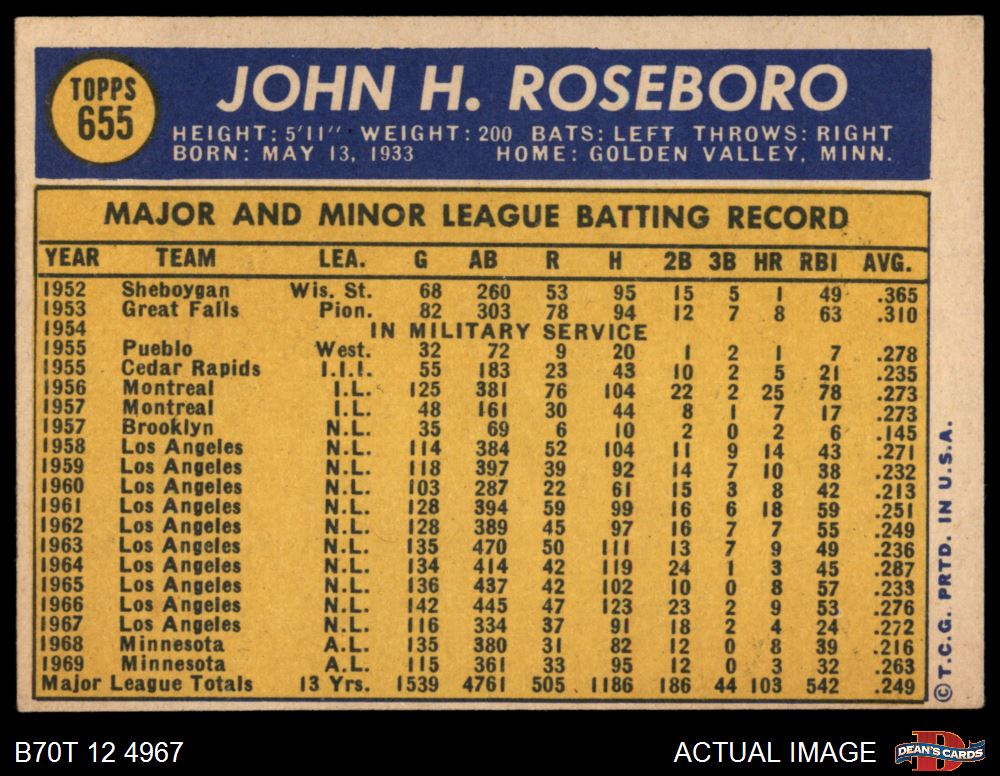 TOPPS
655
JOHN H. ROSEBORO
HEIGHT: 5'11" WEIGHT: 200 BATS: LEFT THROWS: RIGHT
BORN: MAY 13, 1933 HOME: GOLDEN VALLEY, MINN.
MAJOR AND MINOR LEAGUE BATTING RECORD
YEAR TEAM LEA. G AB R H 2B 3B HR RBI AVG.
1952 Sheboygan Wis. St. 68 260 53 95 15 5 1 49 .365
1953 Great Falls Pion. 82 303 78 94 12 7 8 63 .310
1954 IN MILITARY SERVICE
1955 Pueblo West. 32 72 9 20 1 2 1 7 .278
1955 Cedar Rapids I.I.I. 55 183 23 43 10 2 5 21 .235
1956 Montreal I.L. 125 381 76 104 22 2 25 78 .273
1957 Montreal I.L. 48 161 30 44 8 1 7 17 .273
1957 Brooklyn N.L. 35 69 6 10 2 0 2 6 .145
1958 Los Angeles N.L. 114 384 52 104 11 9 14 43 .271
1959 Los Angeles N.L. 118 397 39 92 14 7 10 38 .232
1960 Los Angeles N.L. 103 287 22 61 15 3 8 42 .213
1961 Los Angeles N.L. 128 394 59 99 16 6 18 59 .251
1962 Los Angeles N.L. 128 389 45 97 16 7 7 55 .249
1963 Los Angeles N.L. 135 470 50 111 13 7 9 49 .236
1964 Los Angeles N.L. 134 414 42 119 24 1 3 45 .287
1965 Los Angeles N.L. 136 437 42 102 10 0 8 57 .233
1966 Los Angeles N.L. 142 445 47 123 23 2 9 53 .276
1967 Los Angeles N.L. 116 334 37 91 18 2 4 24 .272
1968 Minnesota A.L. 135 380 31 82 12 0 8 39 .216
1969 Minnesota A.L. 115 361 33 95 12 0 3 32 .263
Major League Totals 13 Yrs. 1539 4761 505 1186 186 44 103 542 .249
© T.C.G. PRTD. IN U.S.A.
B70T 12 4967
ACTUAL IMAGE
DEAN'S CARDS